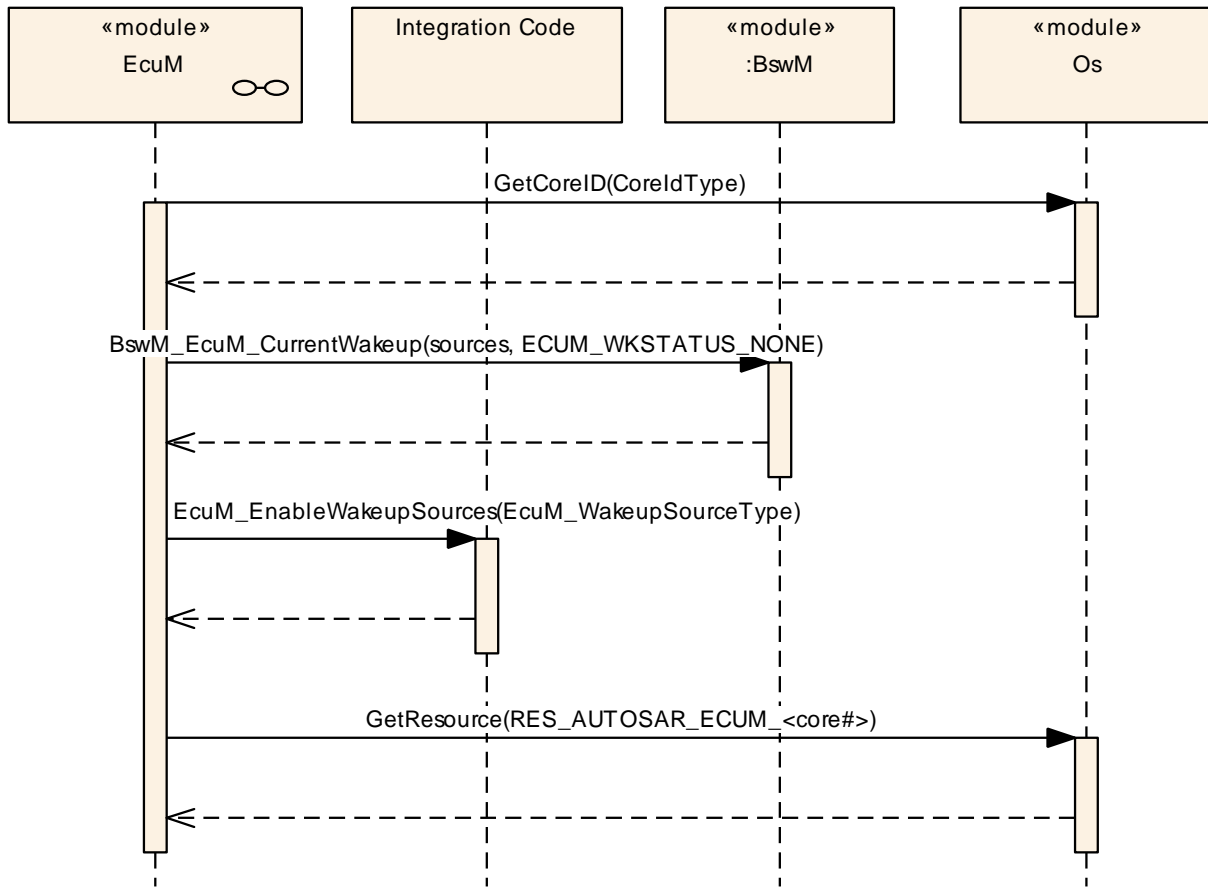 «module»
EcuM
Integration Code
«module»
:BswM
«module»
Os
GetCoreID(CoreIdType)
BswM_EcuM_CurrentWakeup(sources, ECUM_WKSTATUS_NONE)
EcuM_EnableWakeupSources(EcuM_WakeupSourceType)
GetResource(RES_AUTOSAR_ECUM_<core#>)